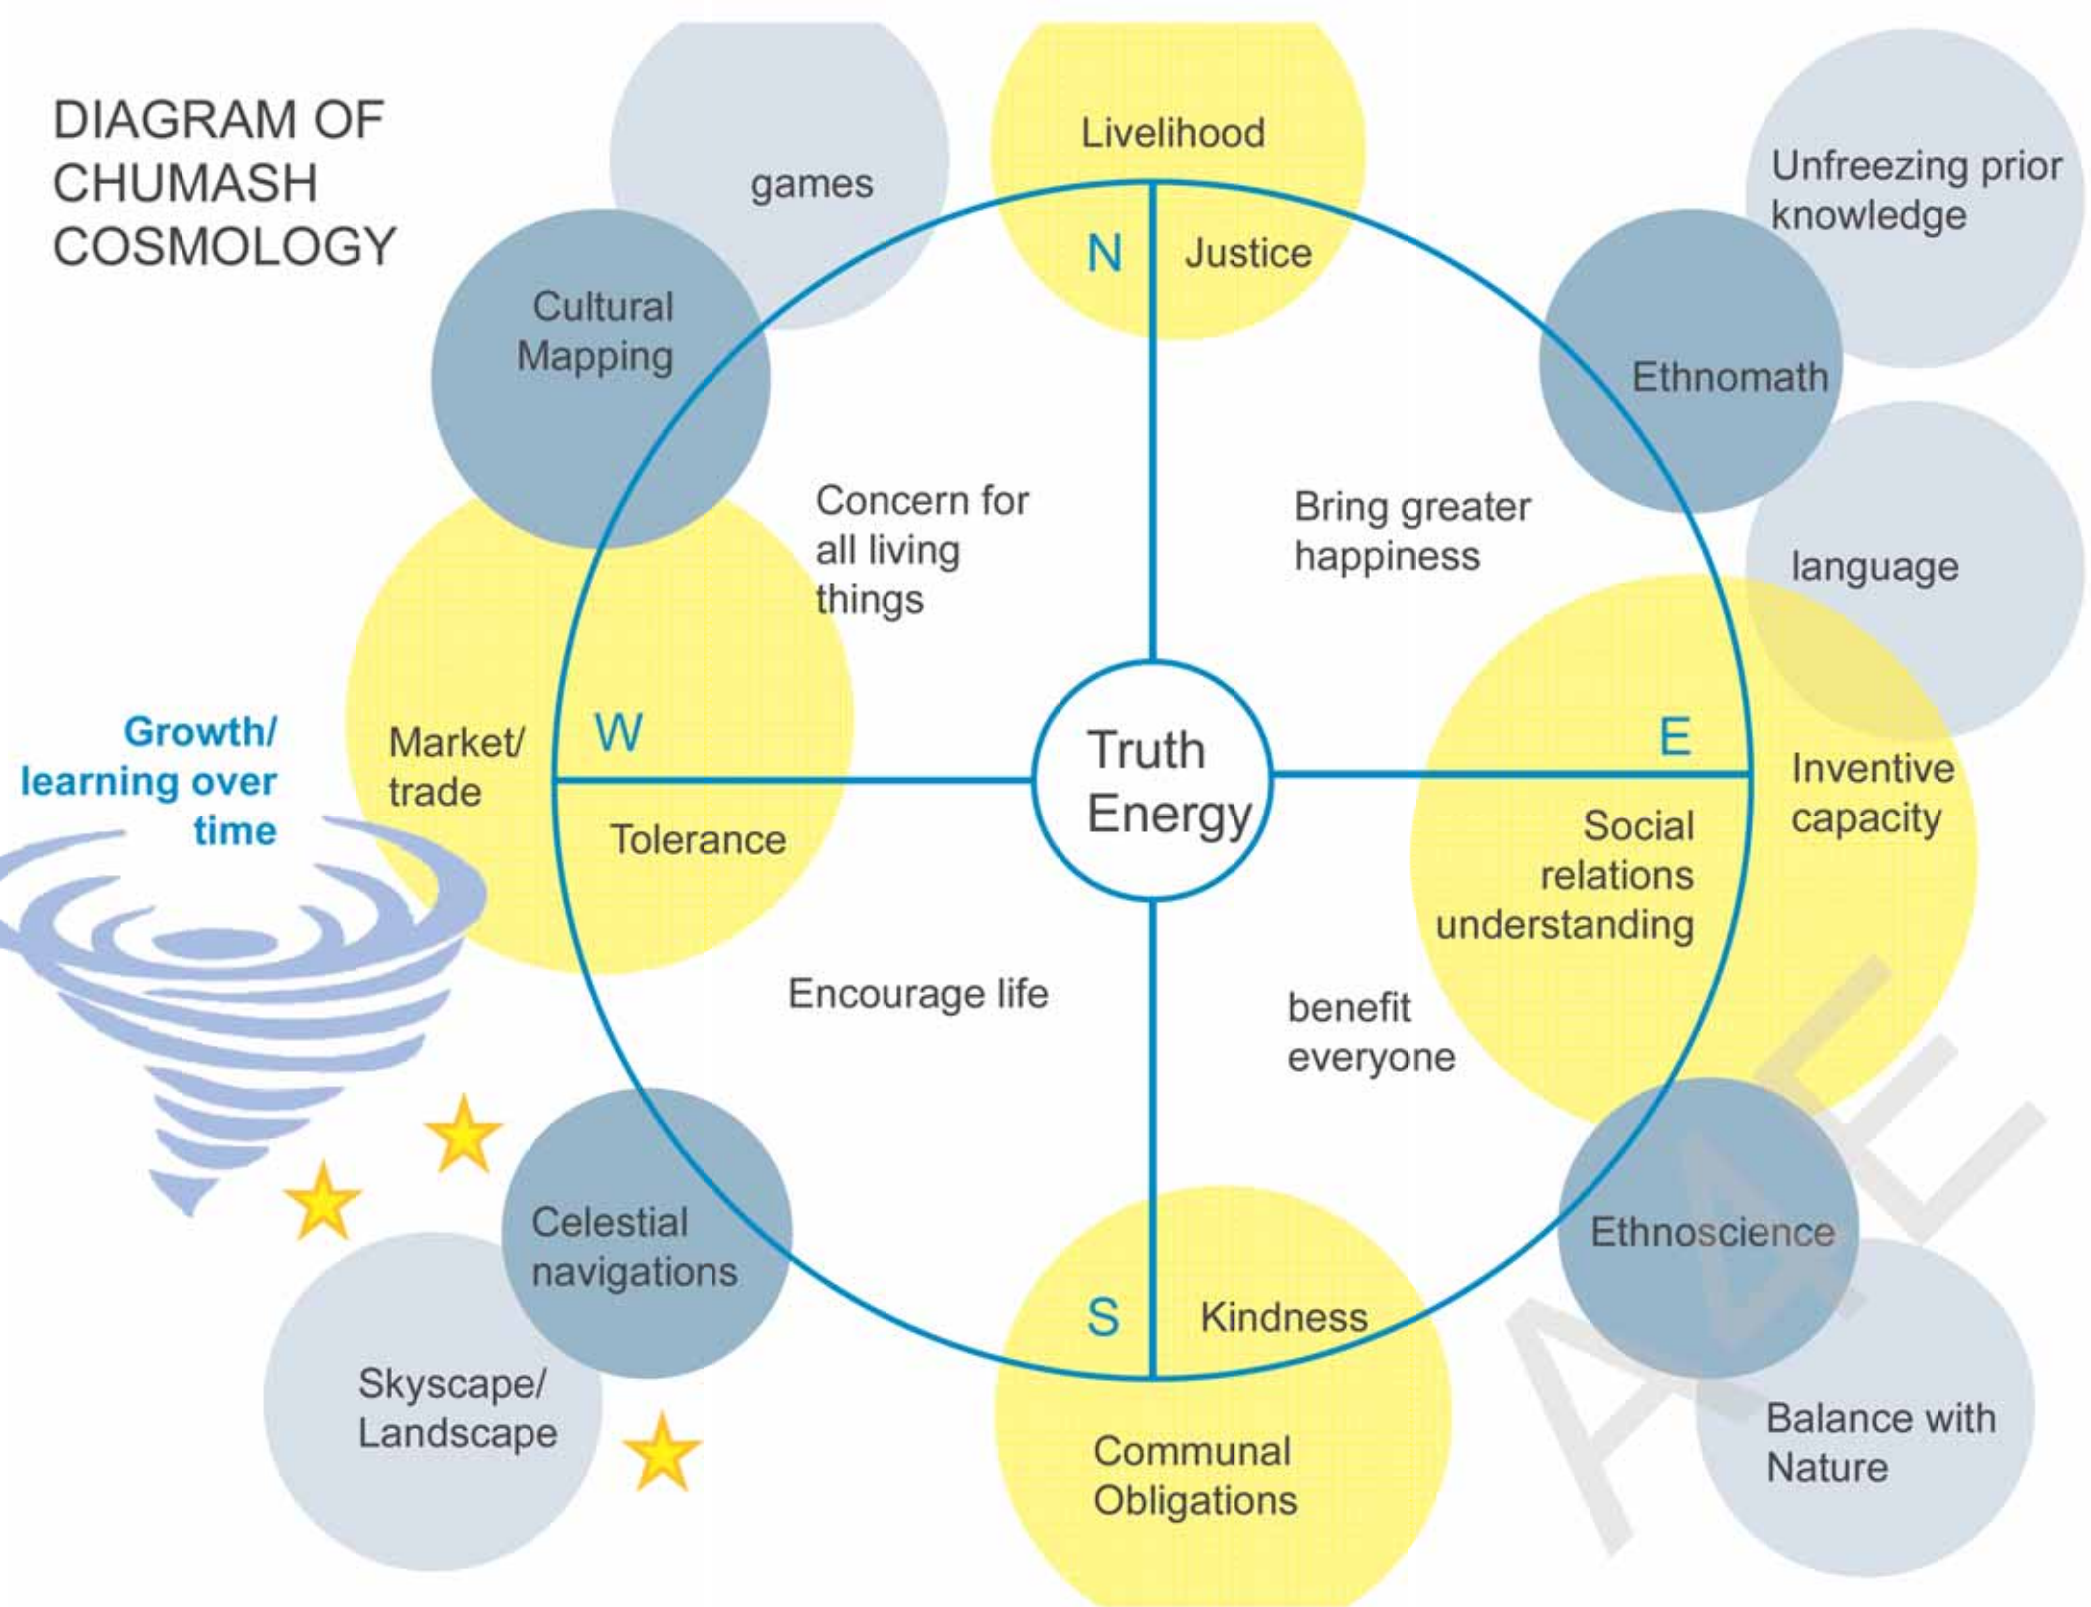 DIAGRAM OF
CHUMASH
COSMOLOGY
games
Livelihood
Unfreezing prior
knowledge
N
Justice
Cultural
Mapping
Ethnomath
Concern for
all living
things
Bring greater
happiness
language
Growth/
learning over
time
Market/
trade
W
Tolerance
Truth
Energy
E
Social
relations
understanding
Inventive
capacity
Encourage life
benefit
everyone
Celestial
navigations
Ethnoscience
S
Kindness
Skyscape/
Landscape
Communal
Obligations
Balance with
Nature
A4E